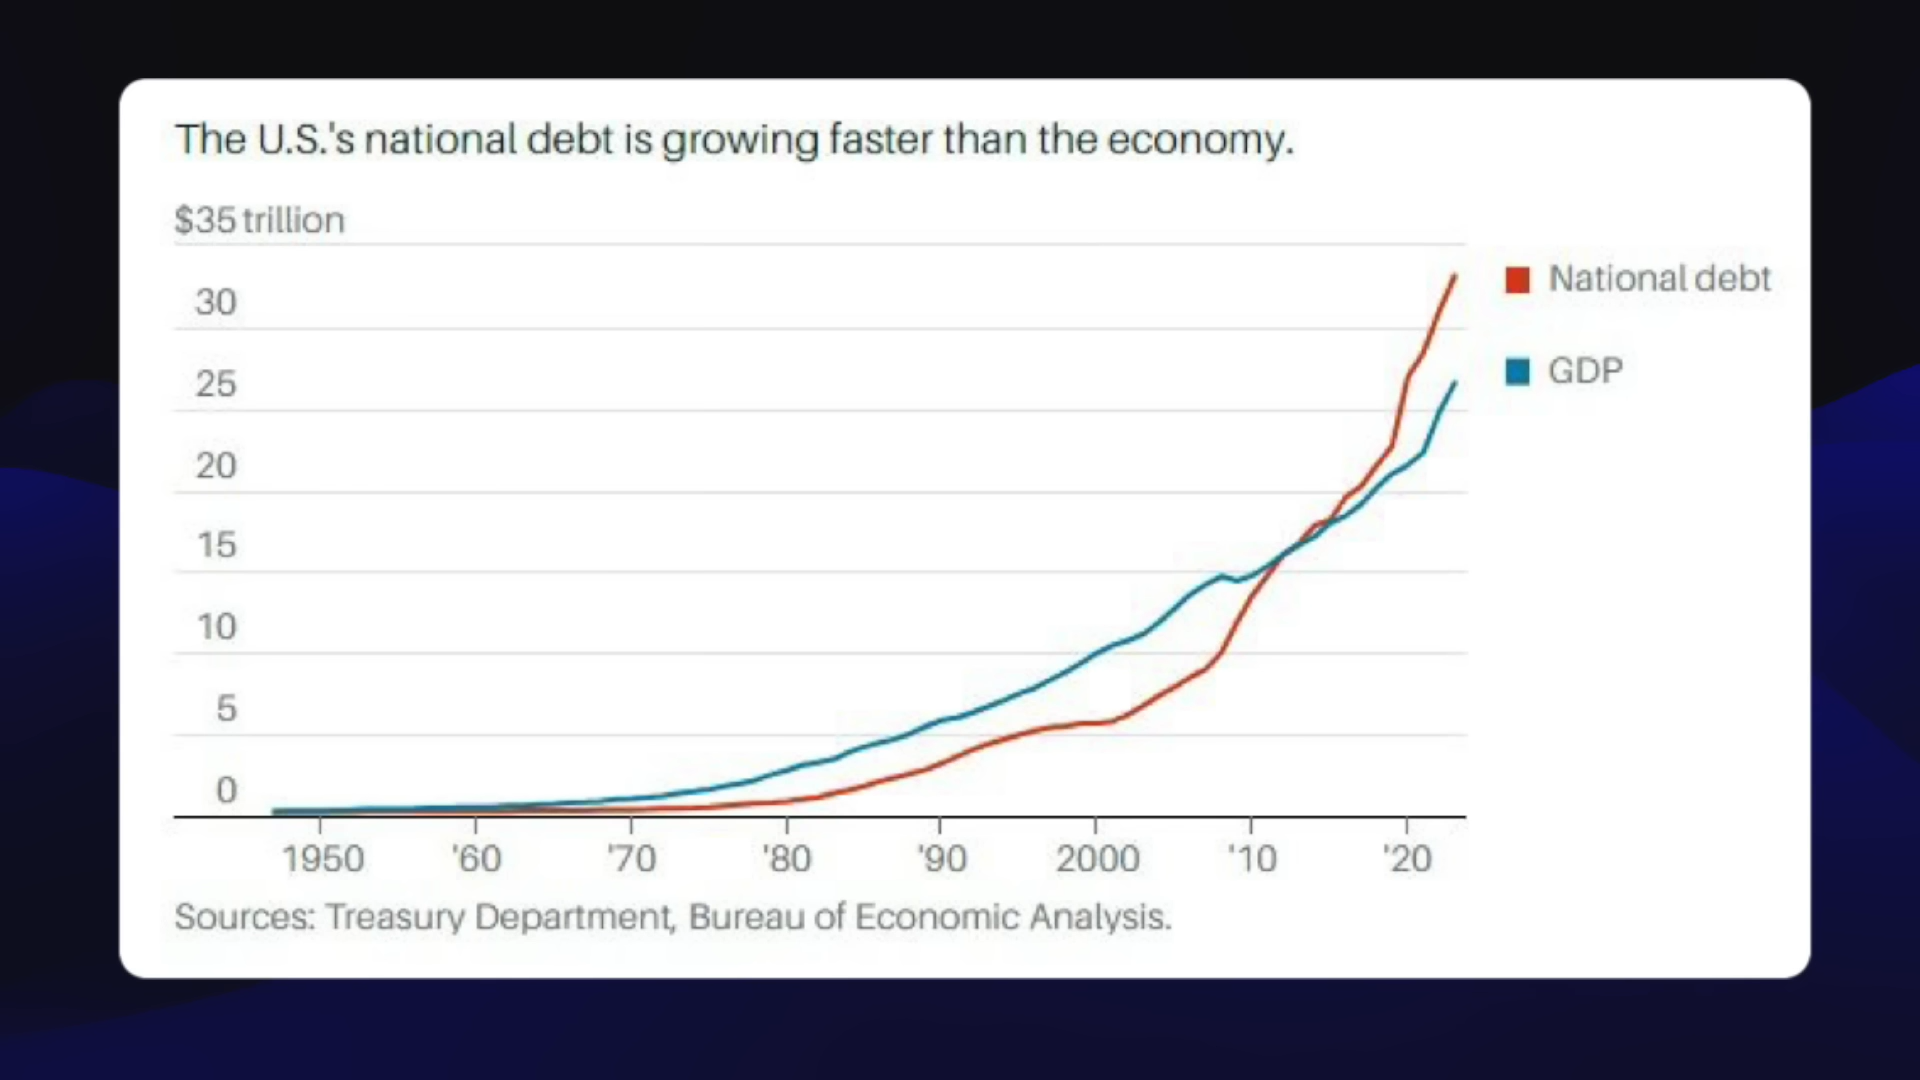 The U.S.'s national debt is growing faster than the economy.
$35 trillion
30
25
20
15
10
5
0
National debt
GDP
1950 '60 '70 '80 '90 2000 '10 '20
Sources: Treasury Department, Bureau of Economic Analysis.